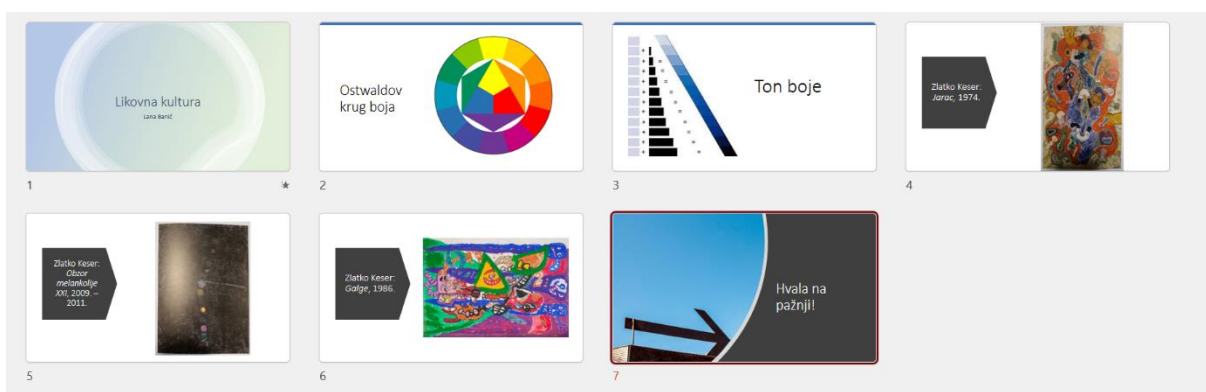 Likovna kultura
Lana Banić
1
Ostwaldov
krug boja
2
+
+
+
+
+
+
+
+
+
+
=
=
=
=
=
=
=
=
=
=
Ton boje
3
Zlatko Keser:
Jarac, 1974.
4
Zlatko Keser:
Obzor
melankolije
XXI, 2009. –
2011.
5
Zlatko Keser:
Galge, 1986.
6
Hvala na
pažnji!
7